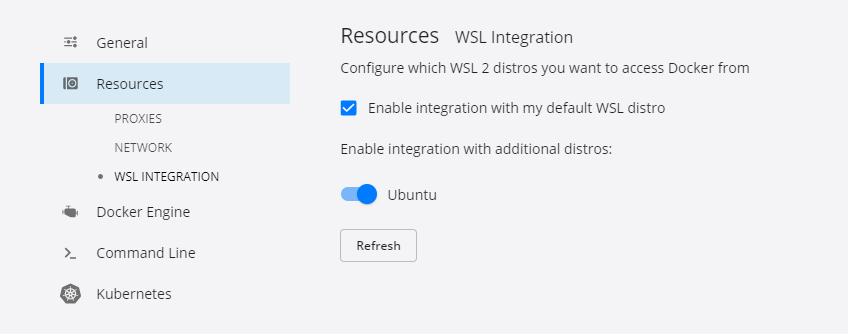 General
Resources
PROXIES
NETWORK
WSL INTEGRATION
Docker Engine
Command Line
Kubernetes
Resources WSL Integration
Configure which WSL 2 distros you want to access Docker from
Enable integration with my default WSL distro
Enable integration with additional distros:
Ubuntu
Refresh